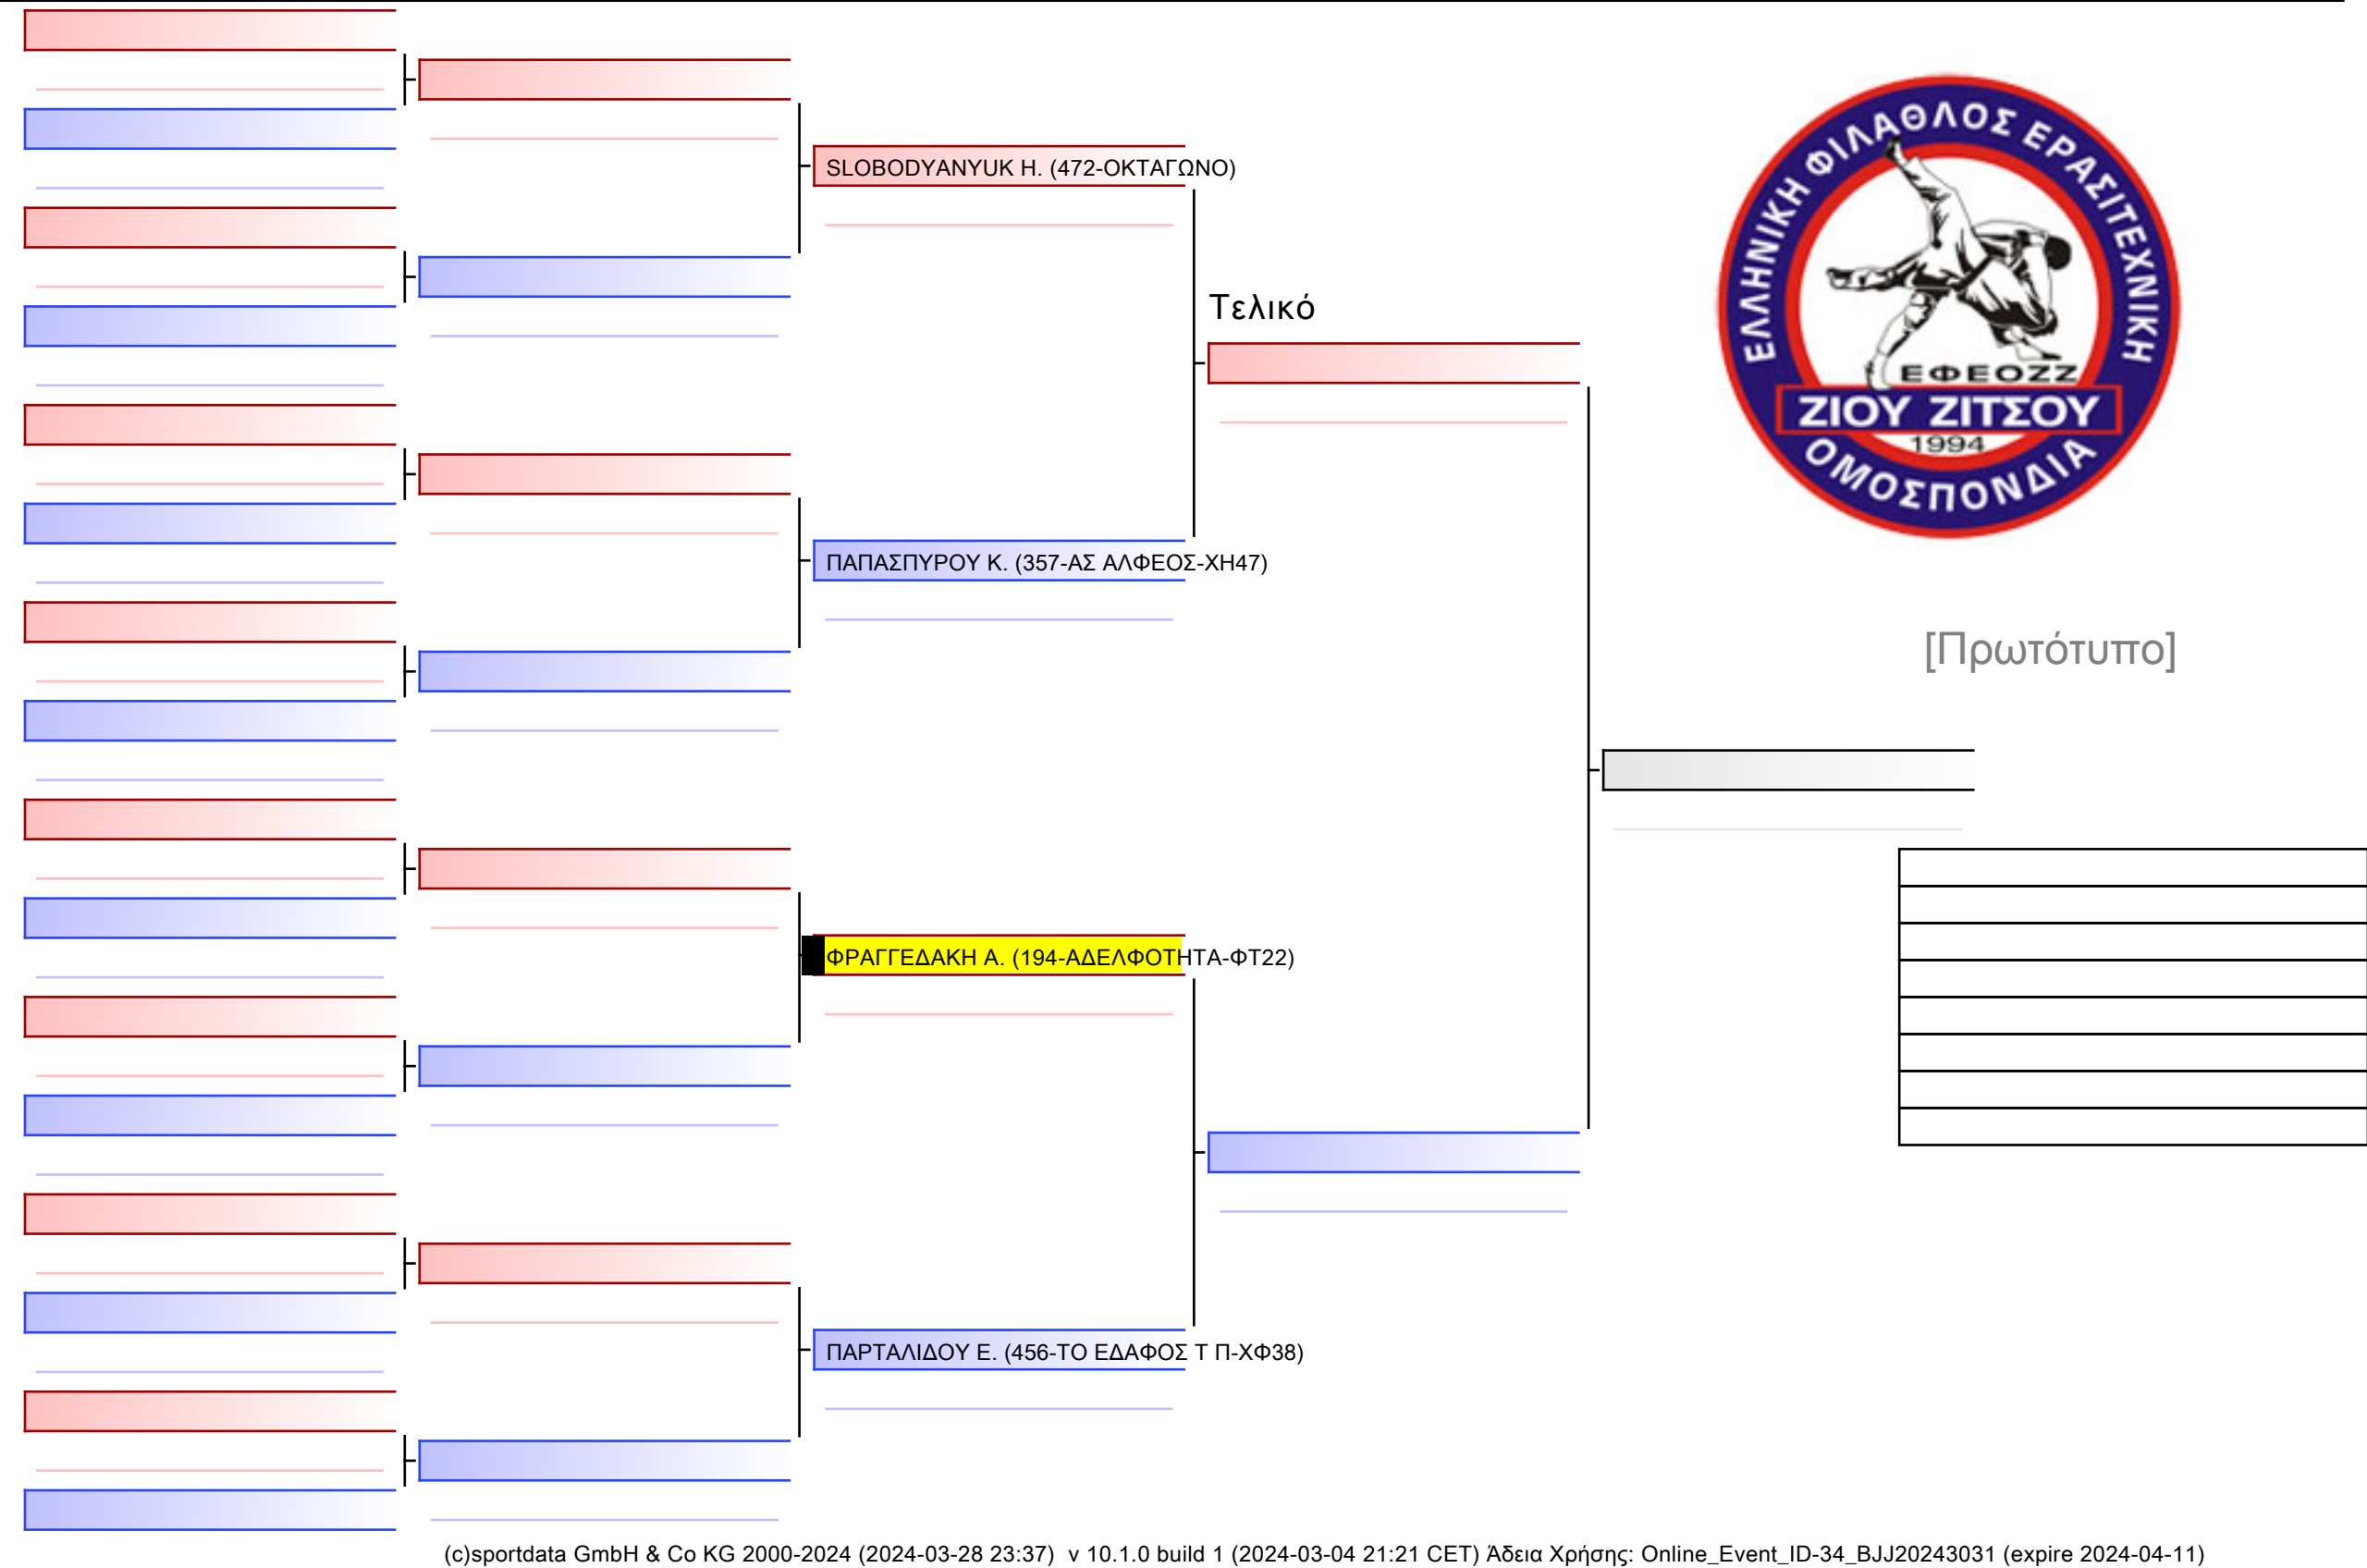 SLOBODYANYUK Η. (472-ΟΚΤΑΓΩΝΟ)
Τελικό
ΠΑΠΑΣΠΥΡΟΥ Κ. (357-ΑΣ ΑΛΦΕΟΣ-ΧΗ47)
ΦΡΑΓΓΕΔΑΚΗ Α. (194-ΑΔΕΛΦΟΤΗΤΑ-ΦΤ22)
ΠΑΡΤΑΛΙΔΟΥ Ε. (456-ΤΟ ΕΔΑΦΟΣ Τ Π-ΧΦ38)
ΕΛΛΗΝΙΚΗ ΦΙΛΑΘΛΟΣ ΕΡΑΣΙΤΕΧΝΙΚΗ
ΕΦΕΟΖΖ
ΖΙΟΥ ΖΙΤΣΟΥ
1994
ΟΜΟΣΠΟΝΔΙΑ
[Πρωτότυπο]
(c)sportdata GmbH & Co KG 2000-2024 (2024-03-28 23:37) v 10.1.0 build 1 (2024-03-04 21:21 CET) Άδεια Χρήσης: Online_Event_ID-34_BJJ20243031 (expire 2024-04-11)